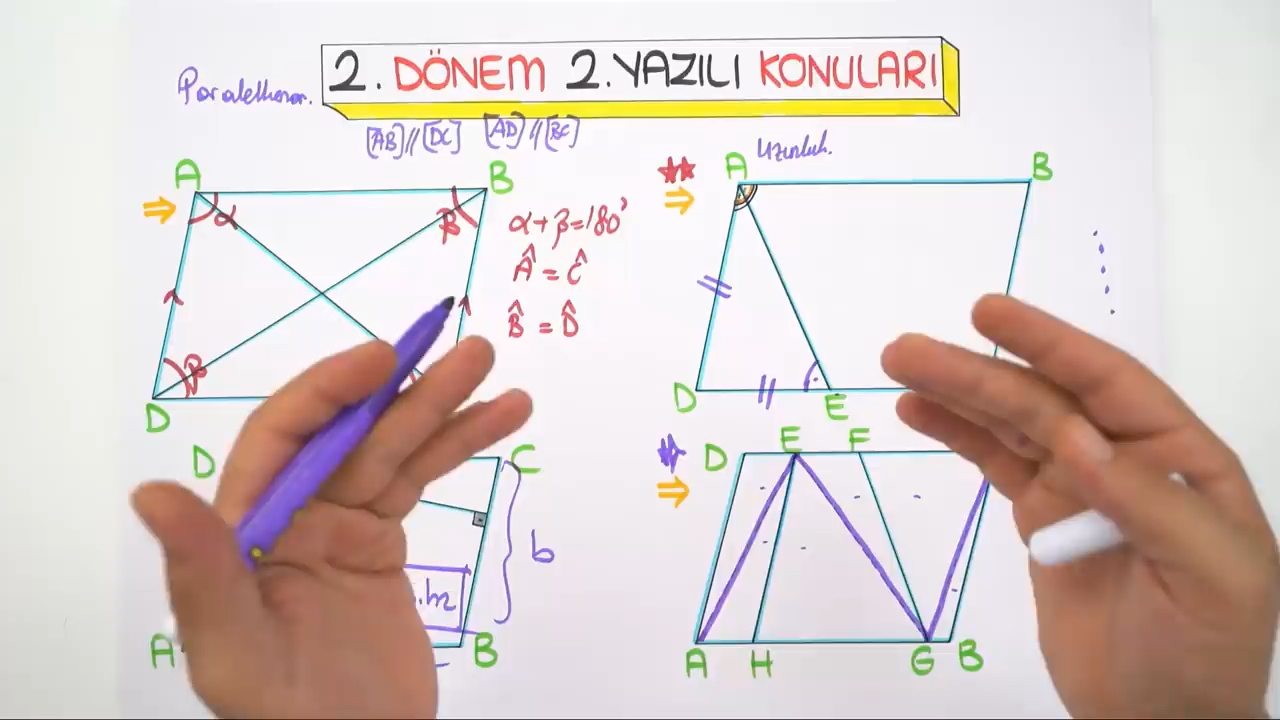 2. DÖNEM 2. YAZILI KONULARI
Paralelkenar.
[AB] // [DC] [AD] // [BC]
Uzunluk.
A B
α β
α + β = 180°
Â = Ĉ
B̂ = D̂
β
D
A B
D E
D C
b
.h
A B
D E F
A H G B